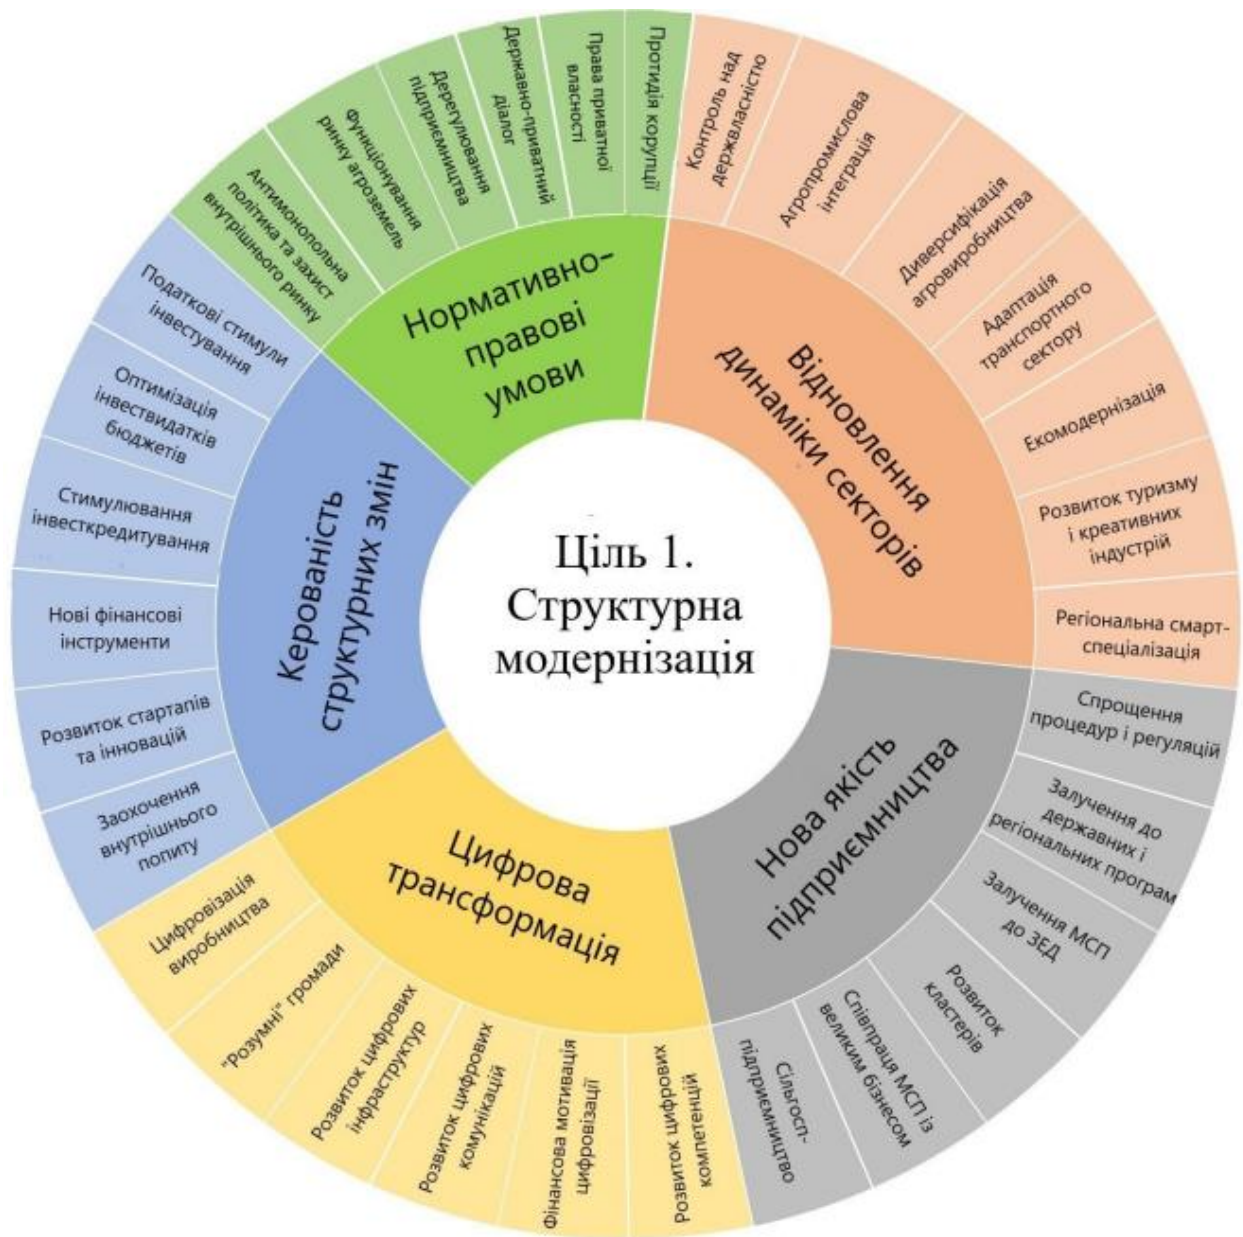 Ціль 1.
Структурна
модернізація
Нормативно-
правові
умови
Антимонопольна
політика та захист
внутрішнього ринку
Функціонування
ринку агроземель
Дерегулювання
підприємництва
Державно-приватний
діалог
Права приватної
власності
Протидія корупції
Відновлення
динаміки секторів
Контроль над
держвласністю
Агропромислова
інтеграція
Диверсифікація
агровиробництва
Адаптація
транспортного
сектору
Екомодернізація
Розвиток туризму
і креативних
індустрій
Регіональна смарт-
спеціалізація
Нова якість
підприємництва
Спрощення
процедур і регуляцій
Залучення до
державних і
регіональних програм
Залучення МСП
до ЗЕД
Розвиток
кластерів
Співпраця МСП із
великим бізнесом
Сільгосп-
підприємництво
Цифрова
трансформація
Розвиток цифрових
компетенцій
Фінансова мотивація
цифровізації
Розвиток цифрових
комунікацій
Розвиток цифрових
інфраструктур
"Розумні" громади
Цифровізація
виробництва
Керованість
структурних змін
Заохочення
внутрішнього
попиту
Розвиток стартапів
та інновацій
Нові фінансові
інструменти
Стимулювання
інвесткредитування
Оптимізація
інвествидатків
бюджетів
Податкові стимули
інвестування